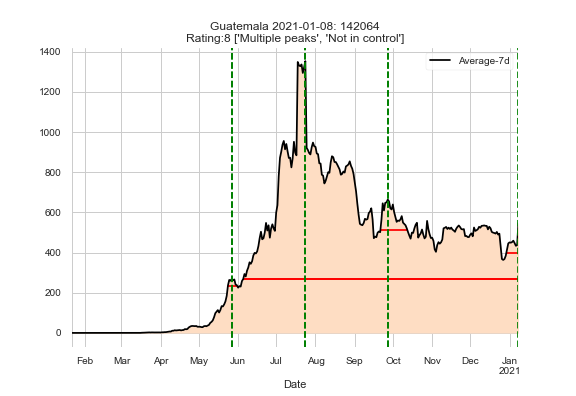 Guatemala 2021-01-08: 142064
Rating:8 ['Multiple peaks', 'Not in control']
Average-7d
1400
1200
1000
800
600
400
200
0
Feb Mar Apr May Jun Jul Aug Sep Oct Nov Dec Jan
2021
Date